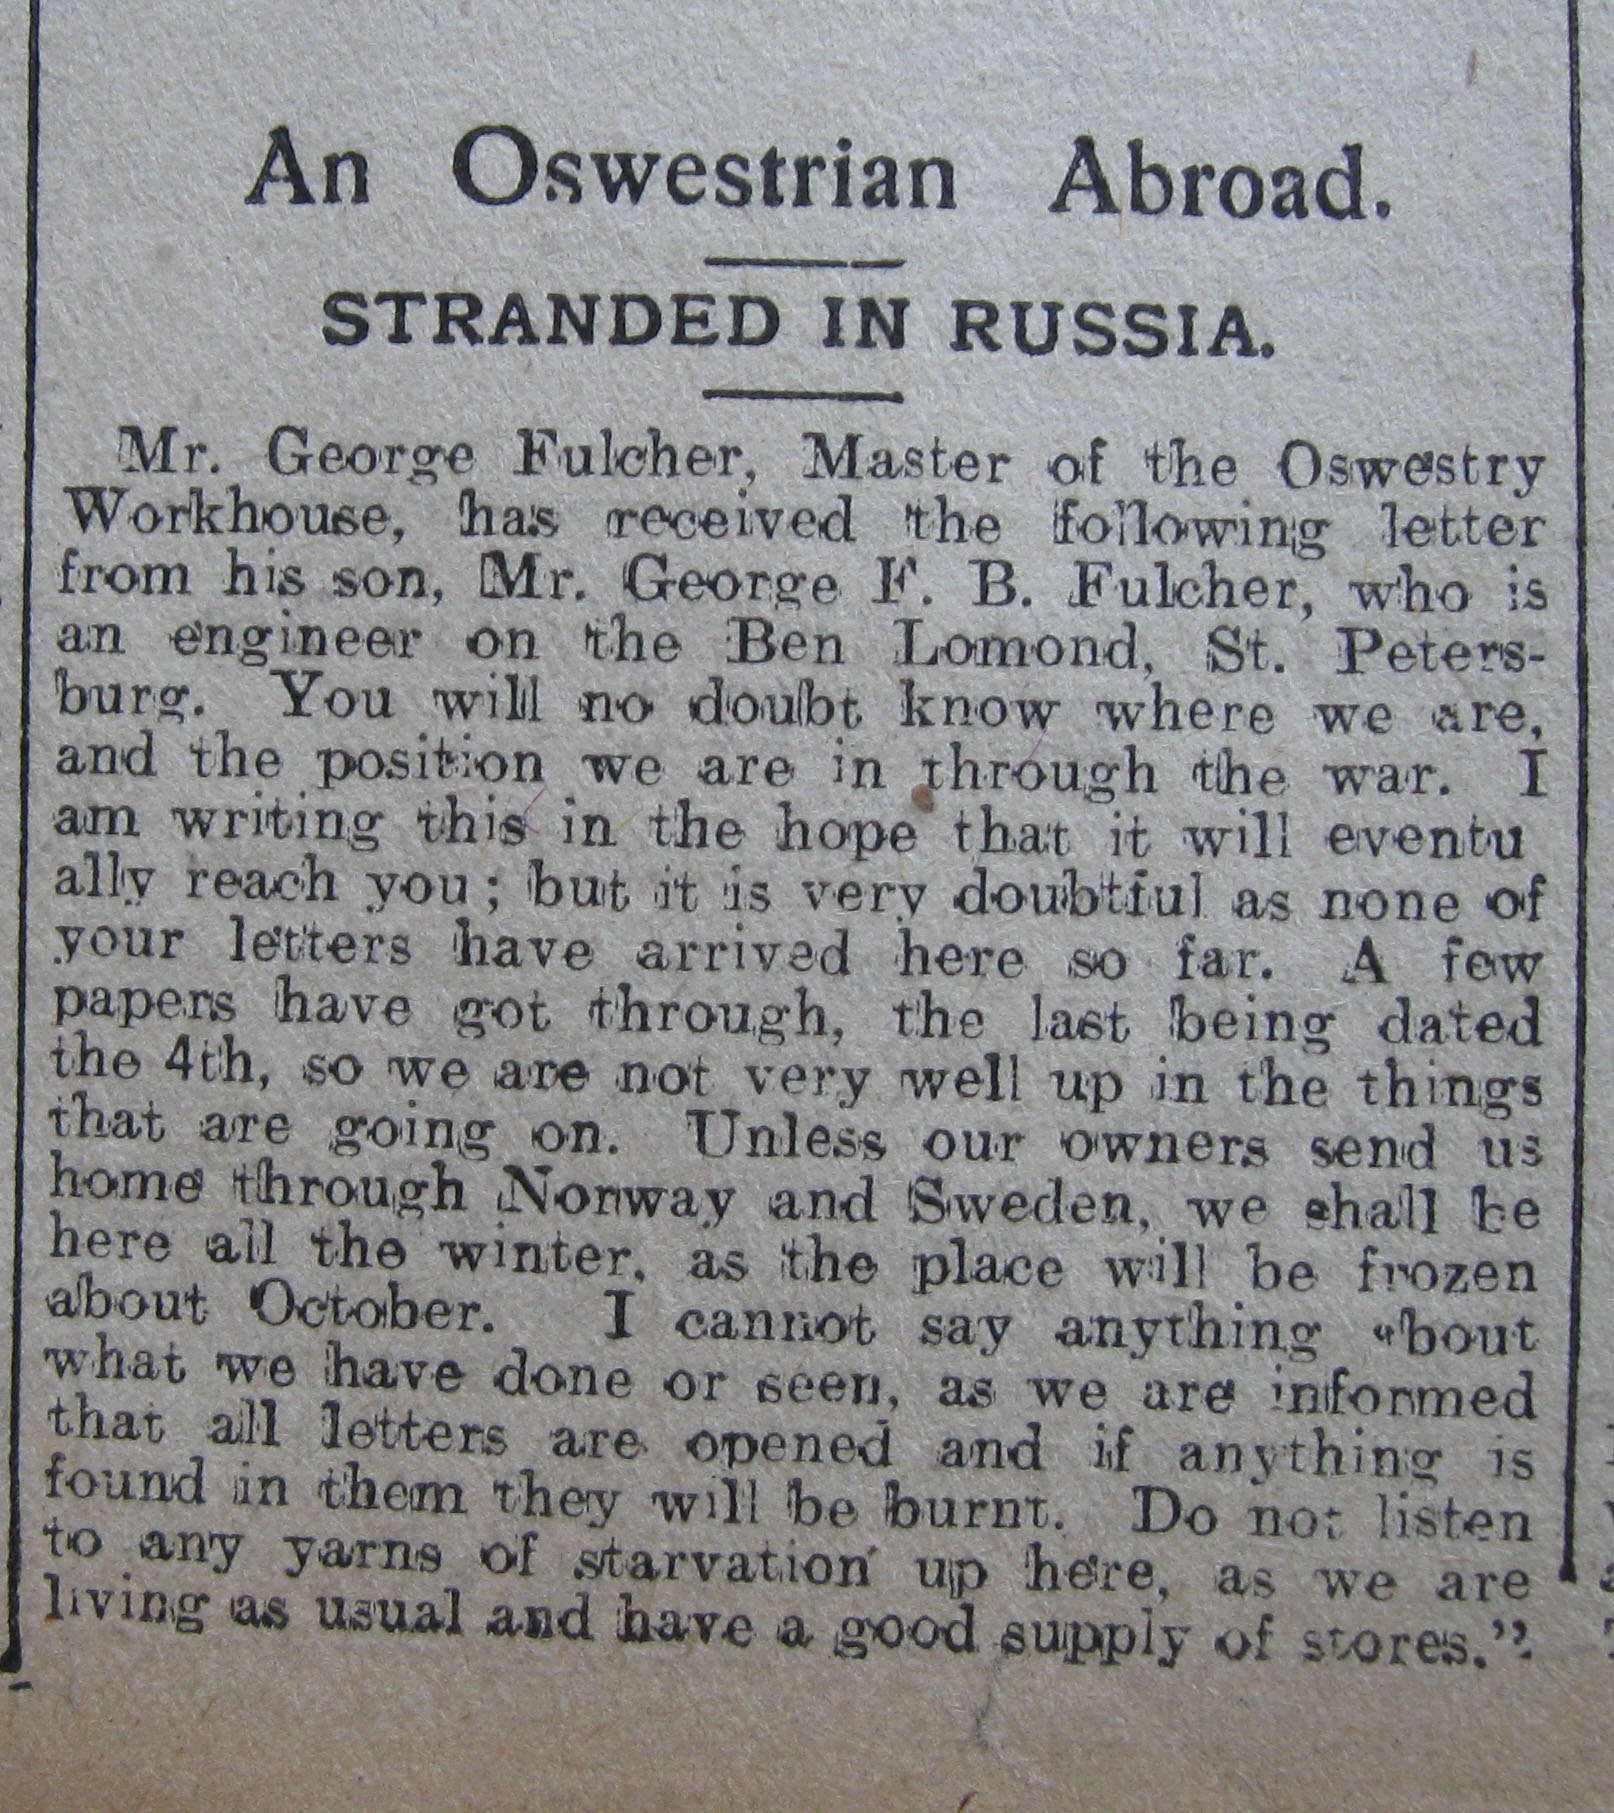 An Oswestrian Abroad.
STRANDED IN RUSSIA.
Mr. George Fulcher, Master of the Oswestry
Workhouse, has received the following letter
from his son, Mr. George F. B. Fulcher, who is
an engineer on the Ben Lomond, St. Peters-
burg. You will no doubt know where we are,
and the position we are in through the war. I
am writing this in the hope that it will eventu
ally reach you; but it is very doubtful as none of
your letters have arrived here so far. A few
papers have got through, the last being dated
the 4th, so we are not very well up in the things
that are going on. Unless our owners send us
home through Norway and Sweden, we shall be
here all the winter, as the place will be frozen
about October. I cannot say anything about
what we have done or seen, as we are informed
that all letters are opened and if anything is
found in them they will be burnt. Do not listen
to any yarns of starvation up here, as we are
living as usual and have a good supply of stores."